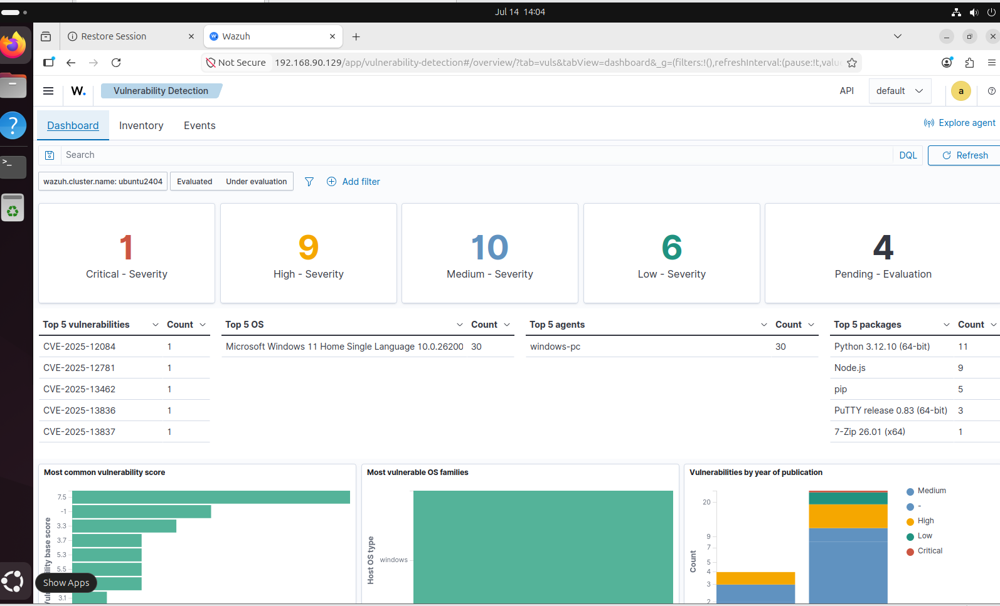 Jul 14 14:04
Restore Session
Wazuh
Not Secure 192.168.90.129/app/vulnerability-detection#/overview/?tab=vuls&tabView=dashboard&_g=(filters:!(),refreshInterval:(pause:!t,value
W. Vulnerability Detection API default a
Dashboard Inventory Events Explore agent
Search DQL Refresh
wazuh.cluster.name: ubuntu2404 Evaluated Under evaluation Add filter
1 9 10 6 4
Critical - Severity High - Severity Medium - Severity Low - Severity Pending - Evaluation
Top 5 vulnerabilities Count Top 5 OS Count Top 5 agents Count Top 5 packages Count
CVE-2025-12084 1 Microsoft Windows 11 Home Single Language 10.0.26200 30 windows-pc 30 Python 3.12.10 (64-bit) 11
CVE-2025-12781 1 Node.js 9
CVE-2025-13462 1 pip 5
CVE-2025-13836 1 PuTTY release 0.83 (64-bit) 3
CVE-2025-13837 1 7-Zip 26.01 (x64) 1
Most common vulnerability score
7.5
-1
3.3
3.7
5.3
5.5
3.1
ility base score
Show Apps
Most vulnerable OS families
Host OS type
windows
Vulnerabilities by year of publication
Count
20
9
7
5
4
3
2
Medium
-
High
Low
Critical